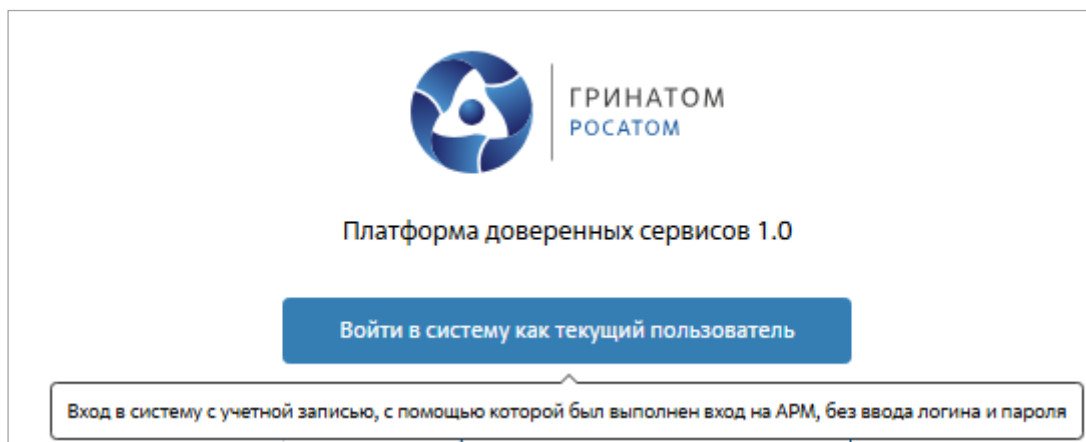 ГРИНАТОМ
РОСАТОМ
Платформа доверенных сервисов 1.0
Войти в систему как текущий пользователь
Вход в систему с учетной записью, с помощью которой был выполнен вход на АРМ, без ввода логина и пароля